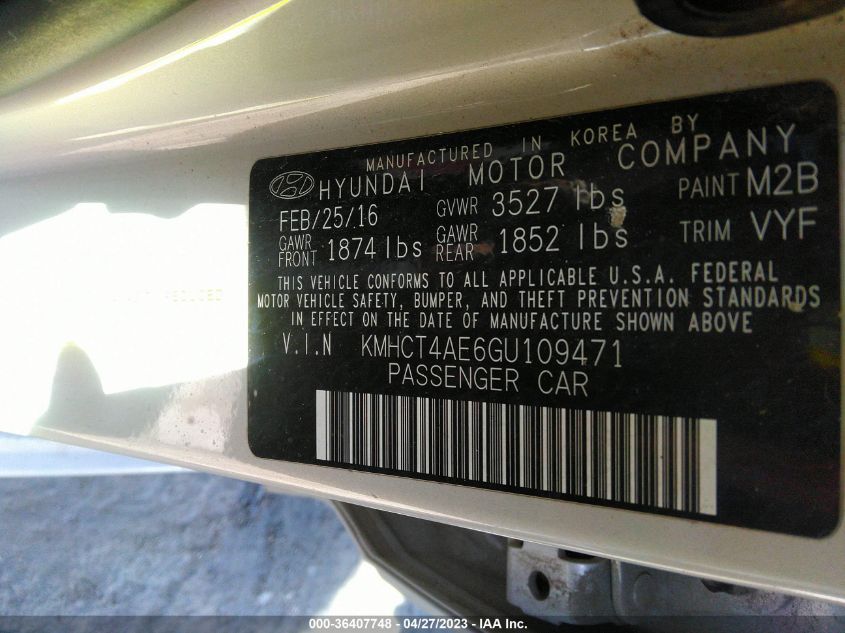 MANUFACTURED IN KOREA BY
HYUNDAI MOTOR COMPANY
FEB/25/16 GVWR 3527 lbs PAINT M2B
GAWR FRONT 1874 lbs GAWR REAR 1852 lbs TRIM VYF
THIS VEHICLE CONFORMS TO ALL APPLICABLE U.S.A. FEDERAL
MOTOR VEHICLE SAFETY, BUMPER, AND THEFT PREVENTION STANDARDS
IN EFFECT ON THE DATE OF MANUFACTURE SHOWN ABOVE
V.I.N KMHCT4AE6GU109471
PASSENGER CAR
000-36407748 - 04/27/2023 - IAA Inc.